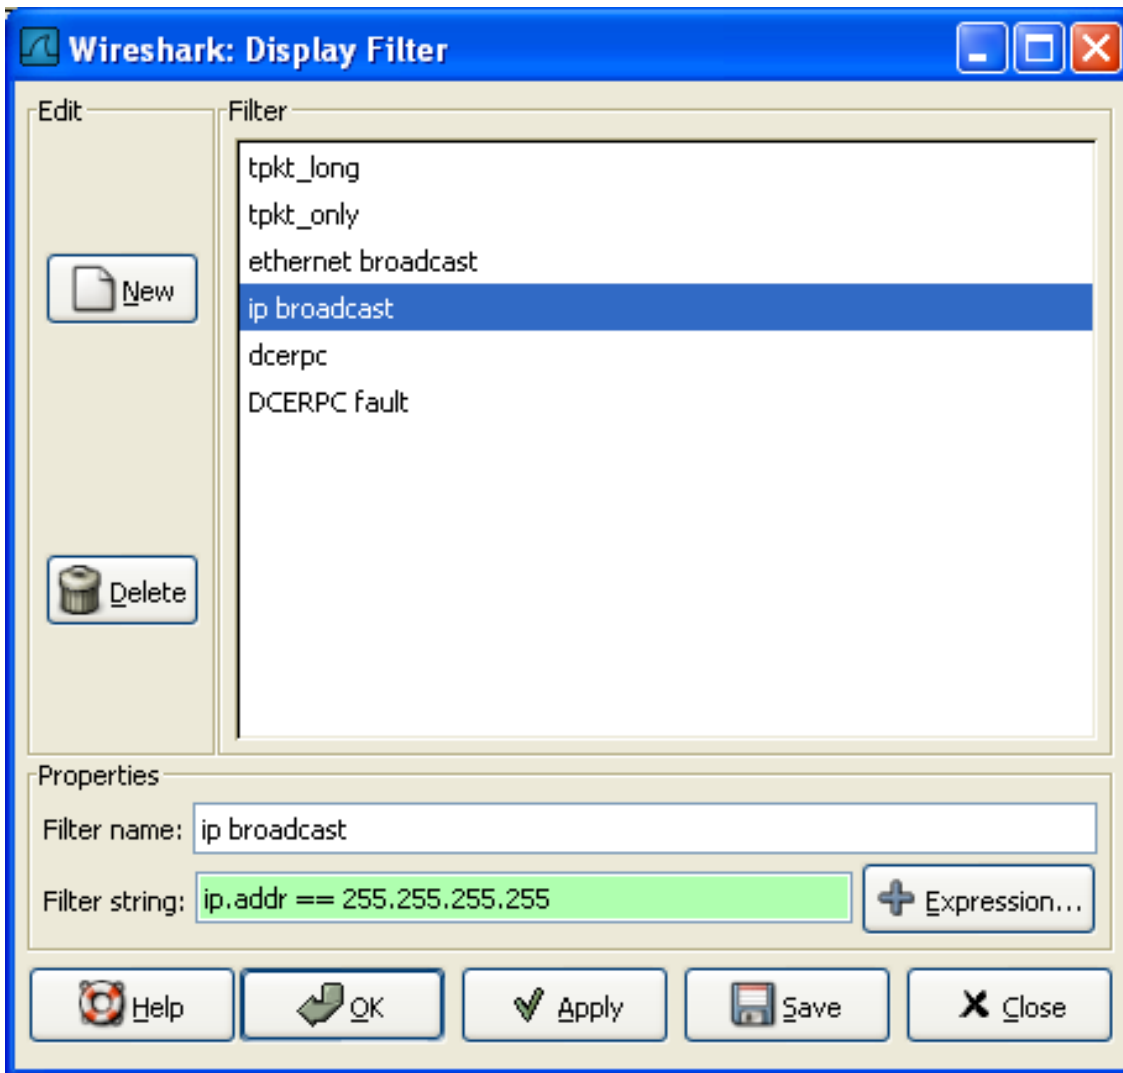 Wireshark: Display Filter
Edit
Filter
New
Delete
tpkt_long
tpkt_only
ethernet broadcast
ip broadcast
dcerpc
DCERPC fault
Properties
Filter name: ip broadcast
Filter string: ip.addr == 255.255.255.255 Expression...
Help OK Apply Save Close